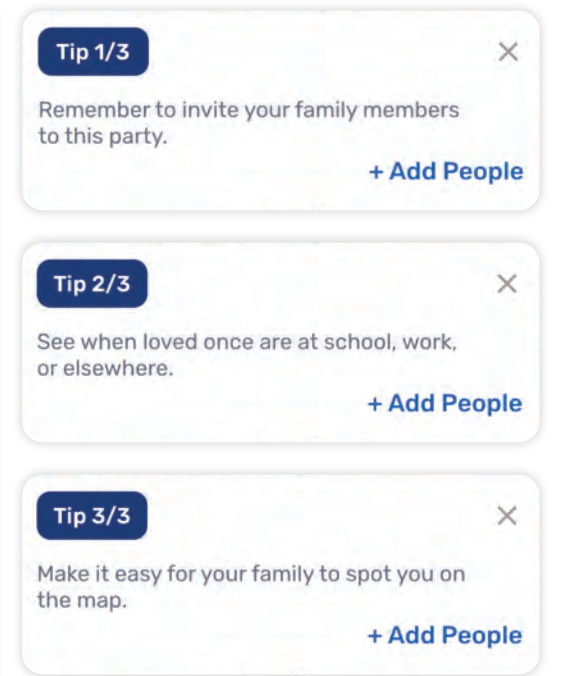 Tip 1/3
Remember to invite your family members
to this party.
+ Add People
Tip 2/3
See when loved once are at school, work,
or elsewhere.
+ Add People
Tip 3/3
Make it easy for your family to spot you on
the map.
+ Add People